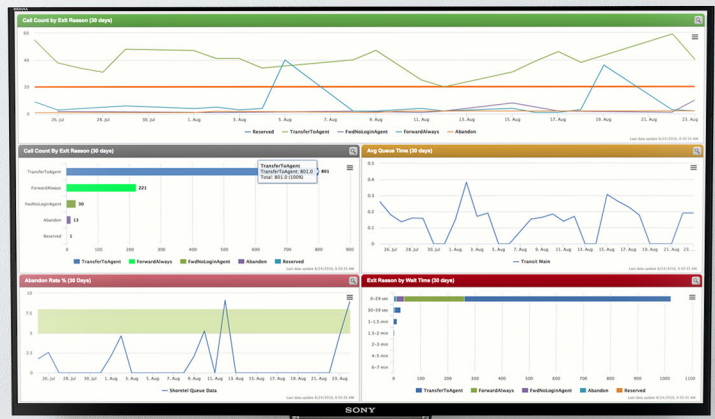 BRAVIA
Call Count by Exit Reason (30 days)
60
40
20
0
26. Jul 28. Jul 30. Jul 1. Aug 3. Aug 5. Aug 7. Aug 9. Aug 11. Aug 13. Aug 15. Aug 17. Aug 19. Aug 21. Aug 23. Aug
Reserved TransferToAgent FwdNoLoginAgent ForwardAlways Abandon
Call Count By Exit Reason (30 Days)
TransferToAgent 801
ForwardAlways 221
FwdNoLoginAgent 30
Abandon 13
Reserved 1
TransferToAgent
TransferToAgent: 801.0
Total: 801.0 (100%)
0 100 200 300 400 500 600 700 800 900
TransferToAgent ForwardAlways FwdNoLoginAgent Abandon Reserved
Avg Queue Time (30 Days)
0.5
0.4
0.3
0.2
0.1
0
26. Jul 28. Jul 30. Jul 1. Aug 3. Aug 5. Aug 7. Aug 9. Aug 11. Aug 13. Aug 15. Aug 17. Aug 19. Aug 21. Aug 23. ...
Transit Main
Abandon Rate % (30 Days)
10
7.5
5
2.5
0
26. Jul 28. Jul 30. Jul 1. Aug 3. Aug 5. Aug 7. Aug 9. Aug 11. Aug 13. Aug 15. Aug 17. Aug 19. Aug 21. Aug 23. Aug
Shoretel Queue Data
Exit Reason by Wait Time (30 days)
0-29 sec
30-59 sec
1-1.5 min
1.5-2 min
2-3 min
4-5 min
6-7 min
0 100 200 300 400 500 600 700 800 900 1000 1100
TransferToAgent ForwardAlways FwdNoLoginAgent Abandon Reserved
SONY